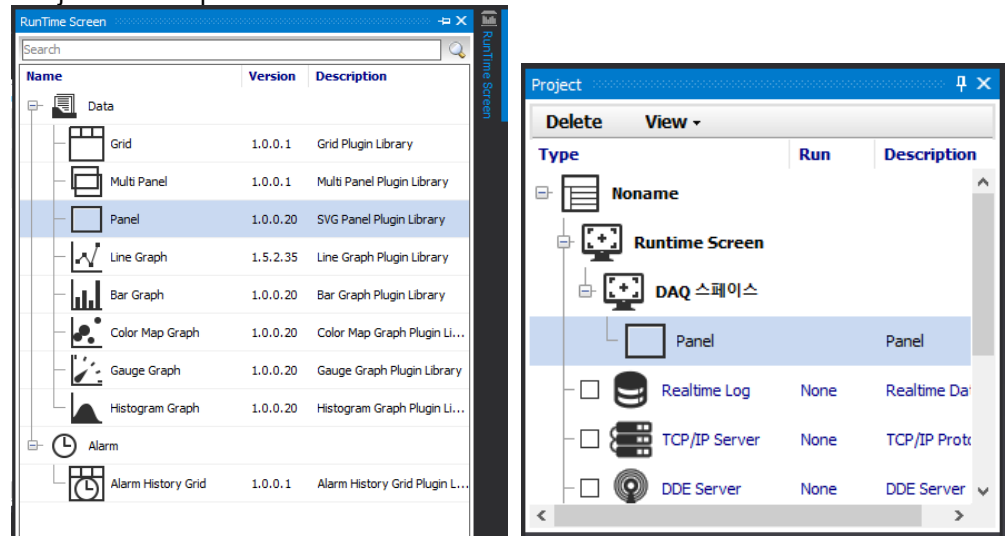 RunTime Screen
Search
Name Version Description
Data
Grid 1.0.0.1 Grid Plugin Library
Multi Panel 1.0.0.1 Multi Panel Plugin Library
Panel 1.0.0.20 SVG Panel Plugin Library
Line Graph 1.5.2.35 Line Graph Plugin Library
Bar Graph 1.0.0.20 Bar Graph Plugin Library
Color Map Graph 1.0.0.20 Color Map Graph Plugin Li...
Gauge Graph 1.0.0.20 Gauge Graph Plugin Library
Histogram Graph 1.0.0.20 Histogram Graph Plugin Li...
Alarm
Alarm History Grid 1.0.0.1 Alarm History Grid Plugin L...
RunTime Screen
Project
Delete View
Type Run Description
Noname
Runtime Screen
DAQ 스페이스
Panel Panel
Realtime Log None Realtime Da
TCP/IP Server None TCP/IP Proto
DDE Server None DDE Server